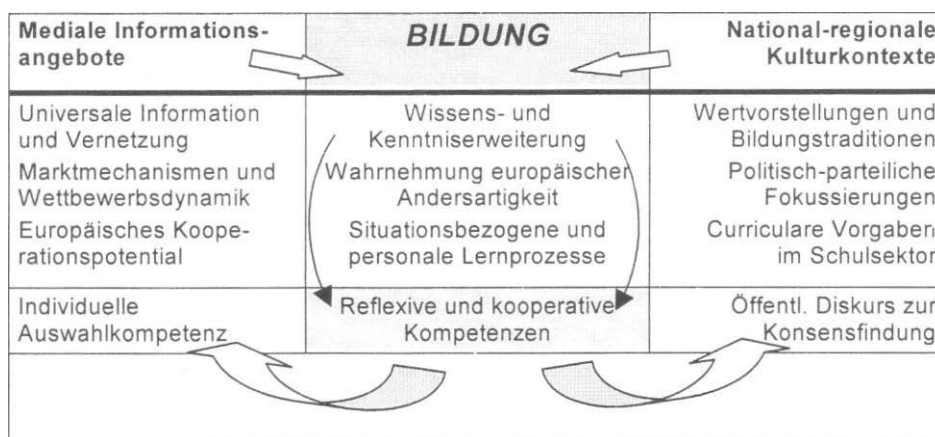 Mediale Informations-
angebote
BILDUNG
National-regionale
Kulturkontexte
Universale Information
und Vernetzung
Marktmechanismen und
Wettbewerbsdynamik
Europäisches Koope-
rationspotential
Wissens- und
Kenntniserweiterung
Wahrnehmung europäischer
Andersartigkeit
Situationsbezogene und
personale Lernprozesse
Wertvorstellungen und
Bildungstraditionen
Politisch-parteiliche
Fokussierungen
Curriculare Vorgaben
im Schulsektor
Individuelle
Auswahlkompetenz
Reflexive und kooperative
Kompetenzen
Öffentl. Diskurs zur
Konsensfindung